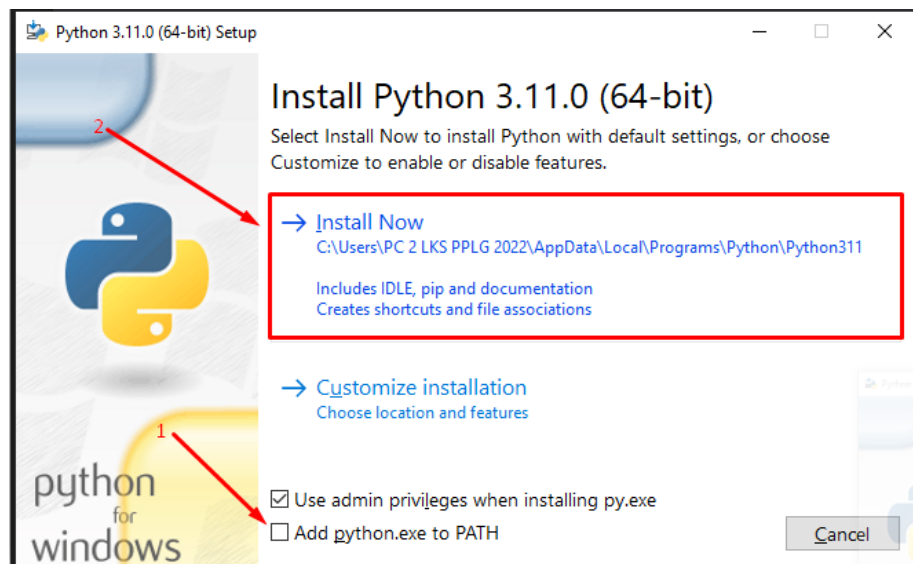 Python 3.11.0 (64-bit) Setup
Install Python 3.11.0 (64-bit)
Select Install Now to install Python with default settings, or choose
Customize to enable or disable features.
2
Install Now
C:\Users\PC 2 LKS PPLG 2022\AppData\Local\Programs\Python\Python311
Includes IDLE, pip and documentation
Creates shortcuts and file associations
Customize installation
Choose location and features
1
Use admin privileges when installing py.exe
Add python.exe to PATH
python
for
windows
Cancel
Python